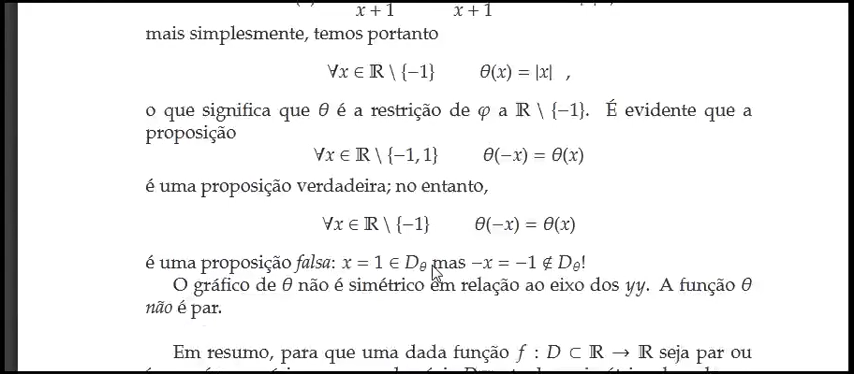 x + 1 x + 1
mais simplesmente, temos portanto
∀x ∈ ℝ \ {−1} θ(x) = |x| ,
o que significa que θ é a restrição de φ a ℝ \ {−1}. É evidente que a
proposição
∀x ∈ ℝ \ {−1, 1} θ(−x) = θ(x)
é uma proposição verdadeira; no entanto,
∀x ∈ ℝ \ {−1} θ(−x) = θ(x)
é uma proposição falsa: x = 1 ∈ D_θ mas −x = −1 ∉ D_θ!
O gráfico de θ não é simétrico em relação ao eixo dos yy. A função θ
não é par.
Em resumo, para que uma dada função f : D ⊂ ℝ → ℝ seja par ou